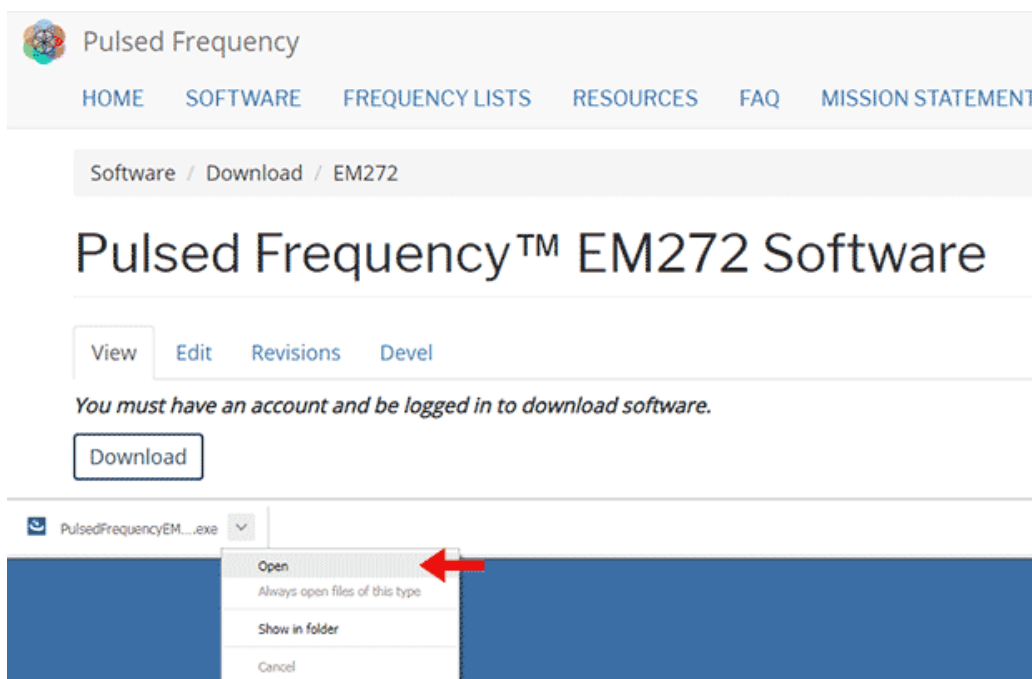 Pulsed Frequency
HOME SOFTWARE FREQUENCY LISTS RESOURCES FAQ MISSION STATEMENT
Software / Download / EM272
Pulsed Frequency™ EM272 Software
View Edit Revisions Devel
You must have an account and be logged in to download software.
Download
PulsedFrequencyEM....exe
Open
Always open files of this type
Show in folder
Cancel